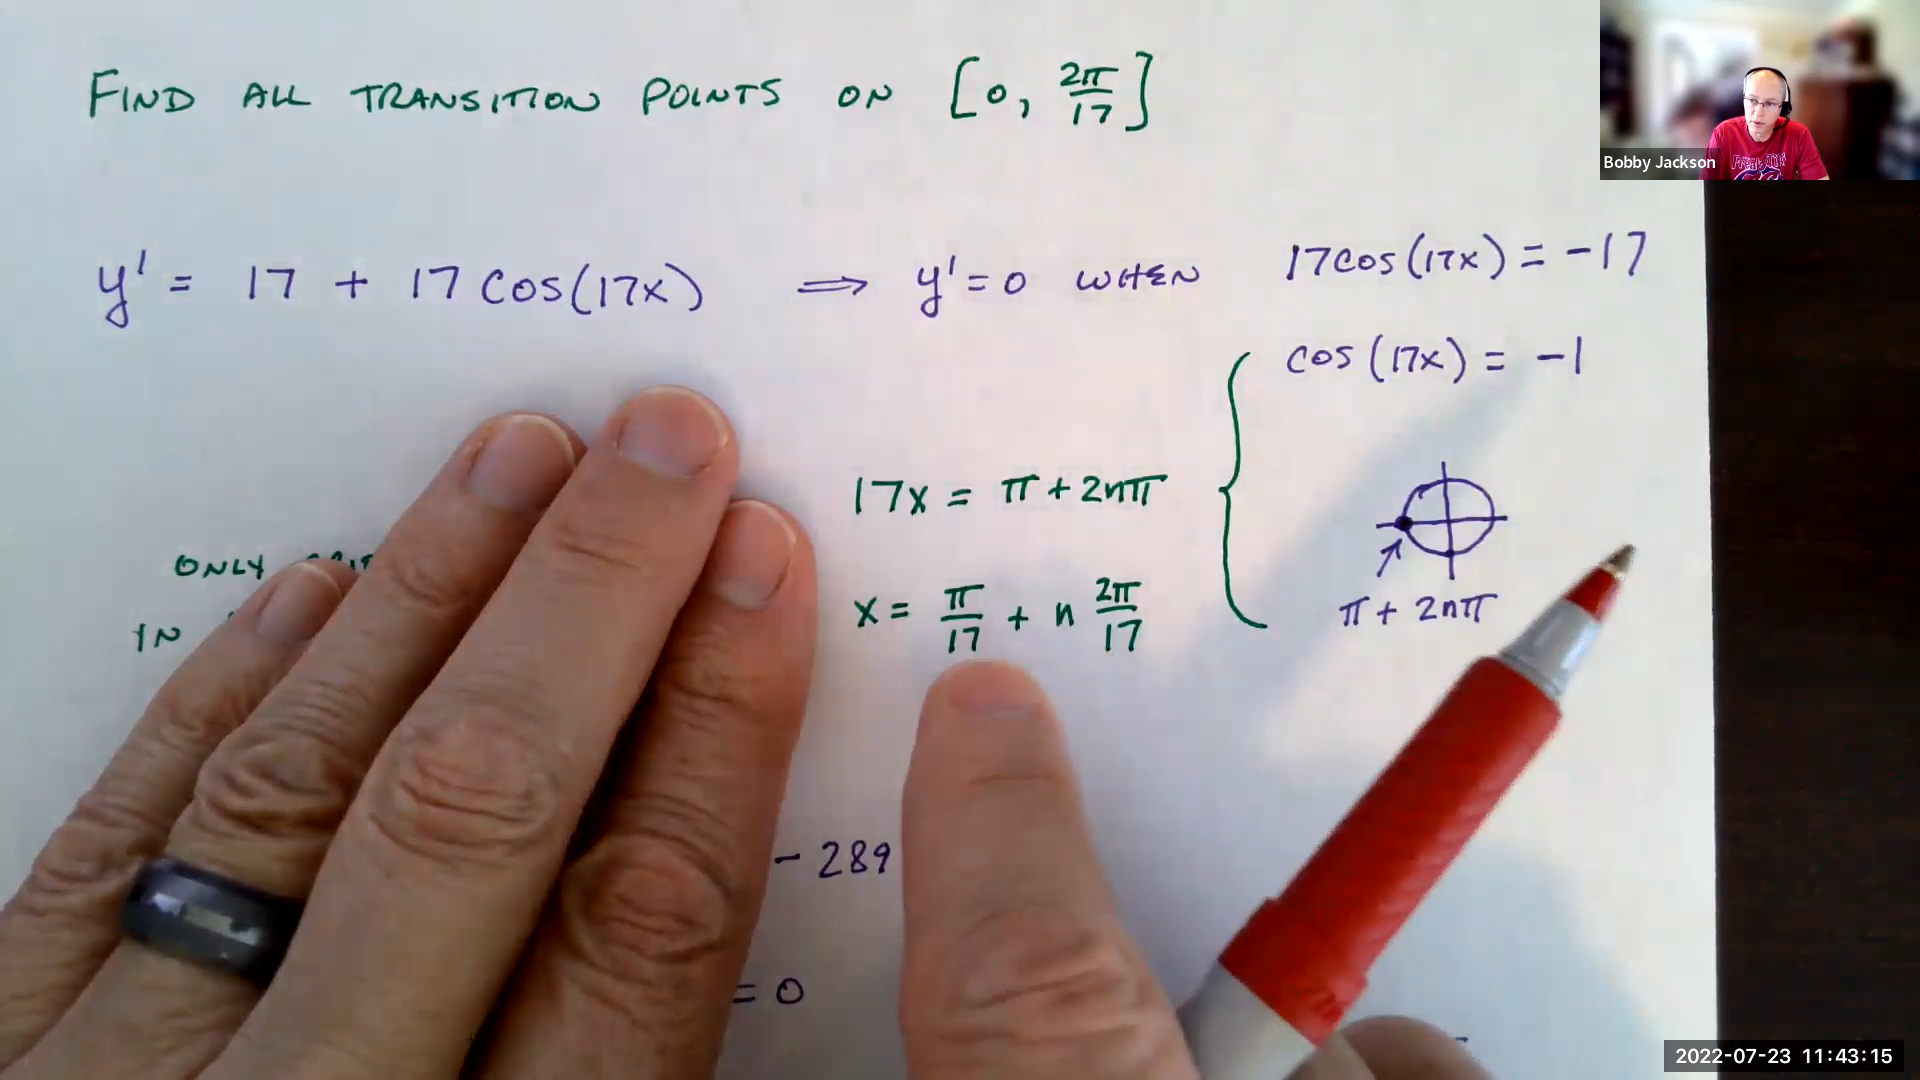 FIND ALL TRANSITION POINTS ON [0, 2π/17]
Bobby Jackson
y' = 17 + 17 cos(17x) ⟹ y' = 0 WHEN 17cos(17x) = -17
cos(17x) = -1
17x = π + 2nπ
ONLY
x = π/17 + n 2π/17
π + 2nπ
IN
- 289
= 0
2022-07-23 11:43:15